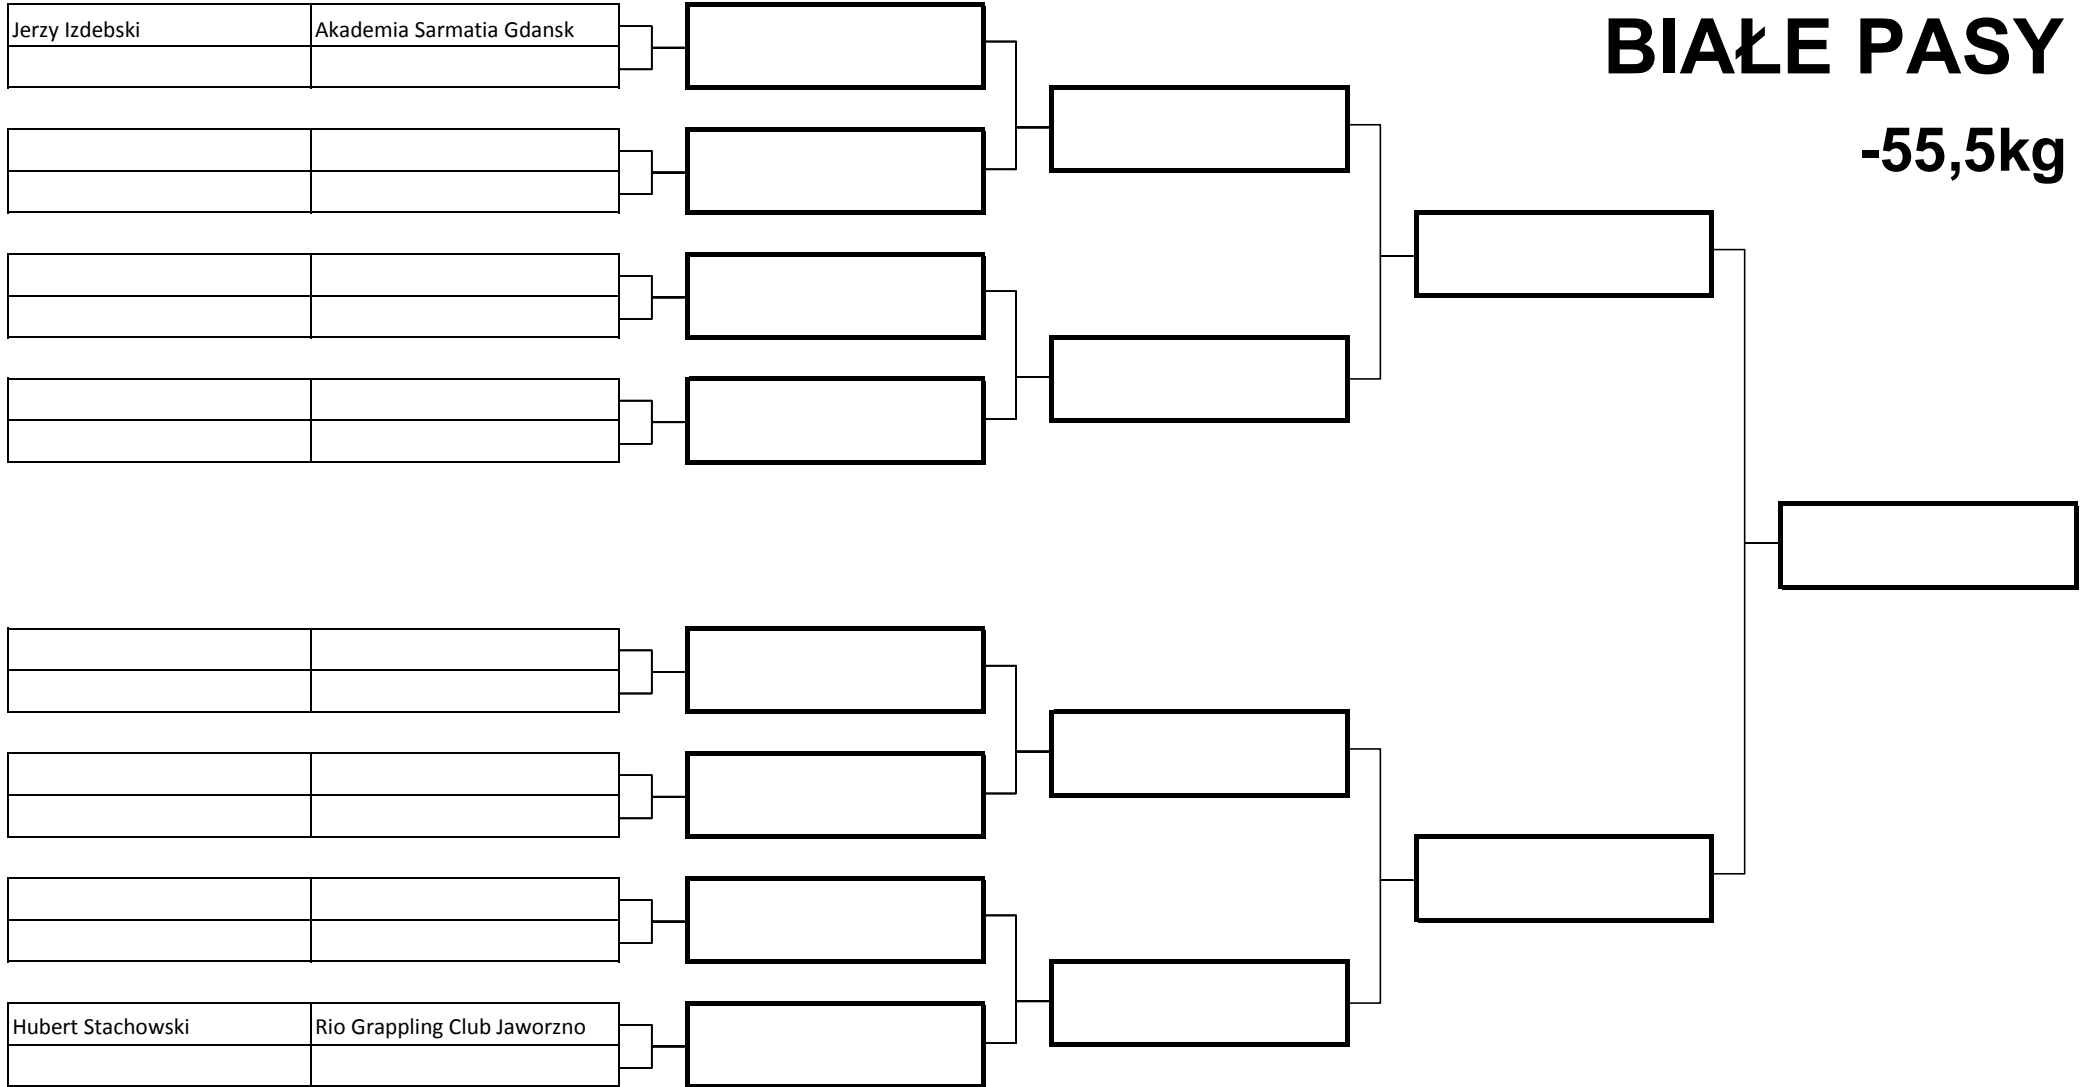 Jerzy Izdebski Akademia Sarmatia Gdansk
BIAŁE PASY
-55,5kg
Hubert Stachowski Rio Grappling Club Jaworzno